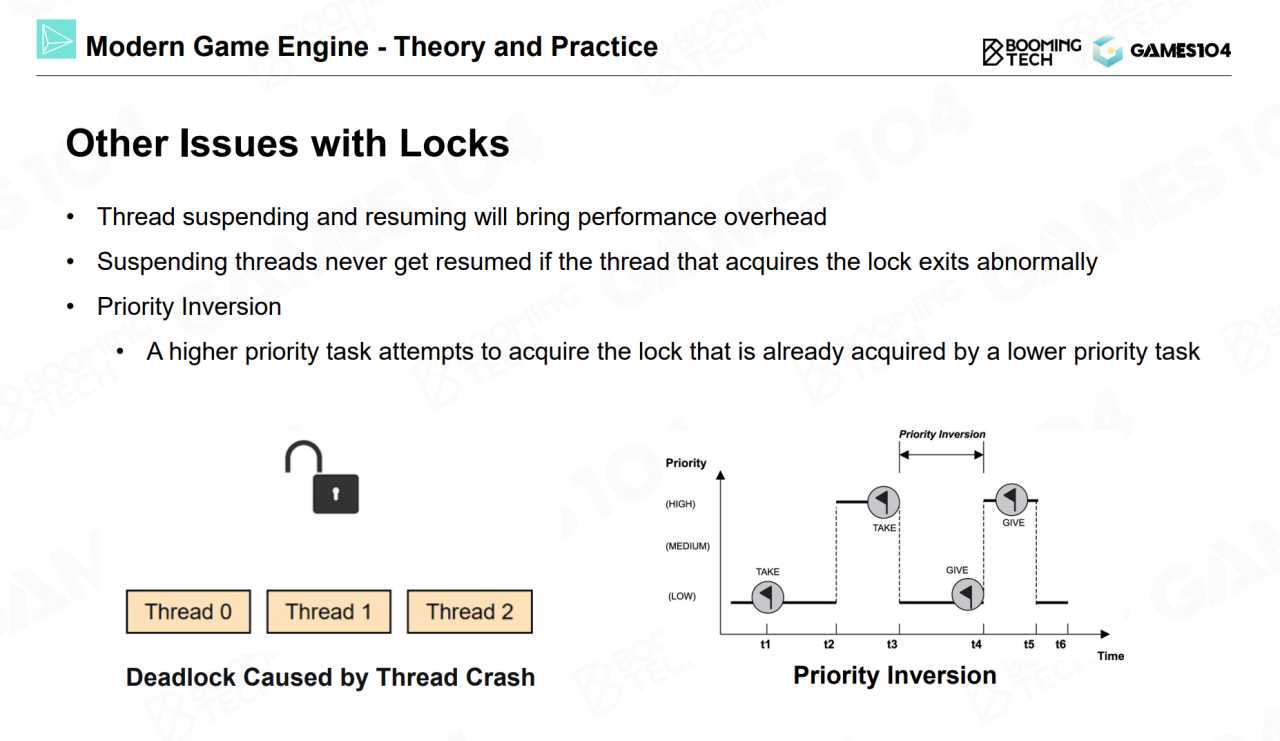 Modern Game Engine - Theory and Practice
BOOMING
TECH
GAMES104
Other Issues with Locks
• Thread suspending and resuming will bring performance overhead
• Suspending threads never get resumed if the thread that acquires the lock exits abnormally
• Priority Inversion
• A higher priority task attempts to acquire the lock that is already acquired by a lower priority task
Thread 0
Thread 1
Thread 2
Deadlock Caused by Thread Crash
Priority Inversion
Priority
(HIGH)
TAKE
GIVE
(MEDIUM)
TAKE
GIVE
(LOW)
t1
t2
t3
t4
t5
t6
Time
Priority Inversion